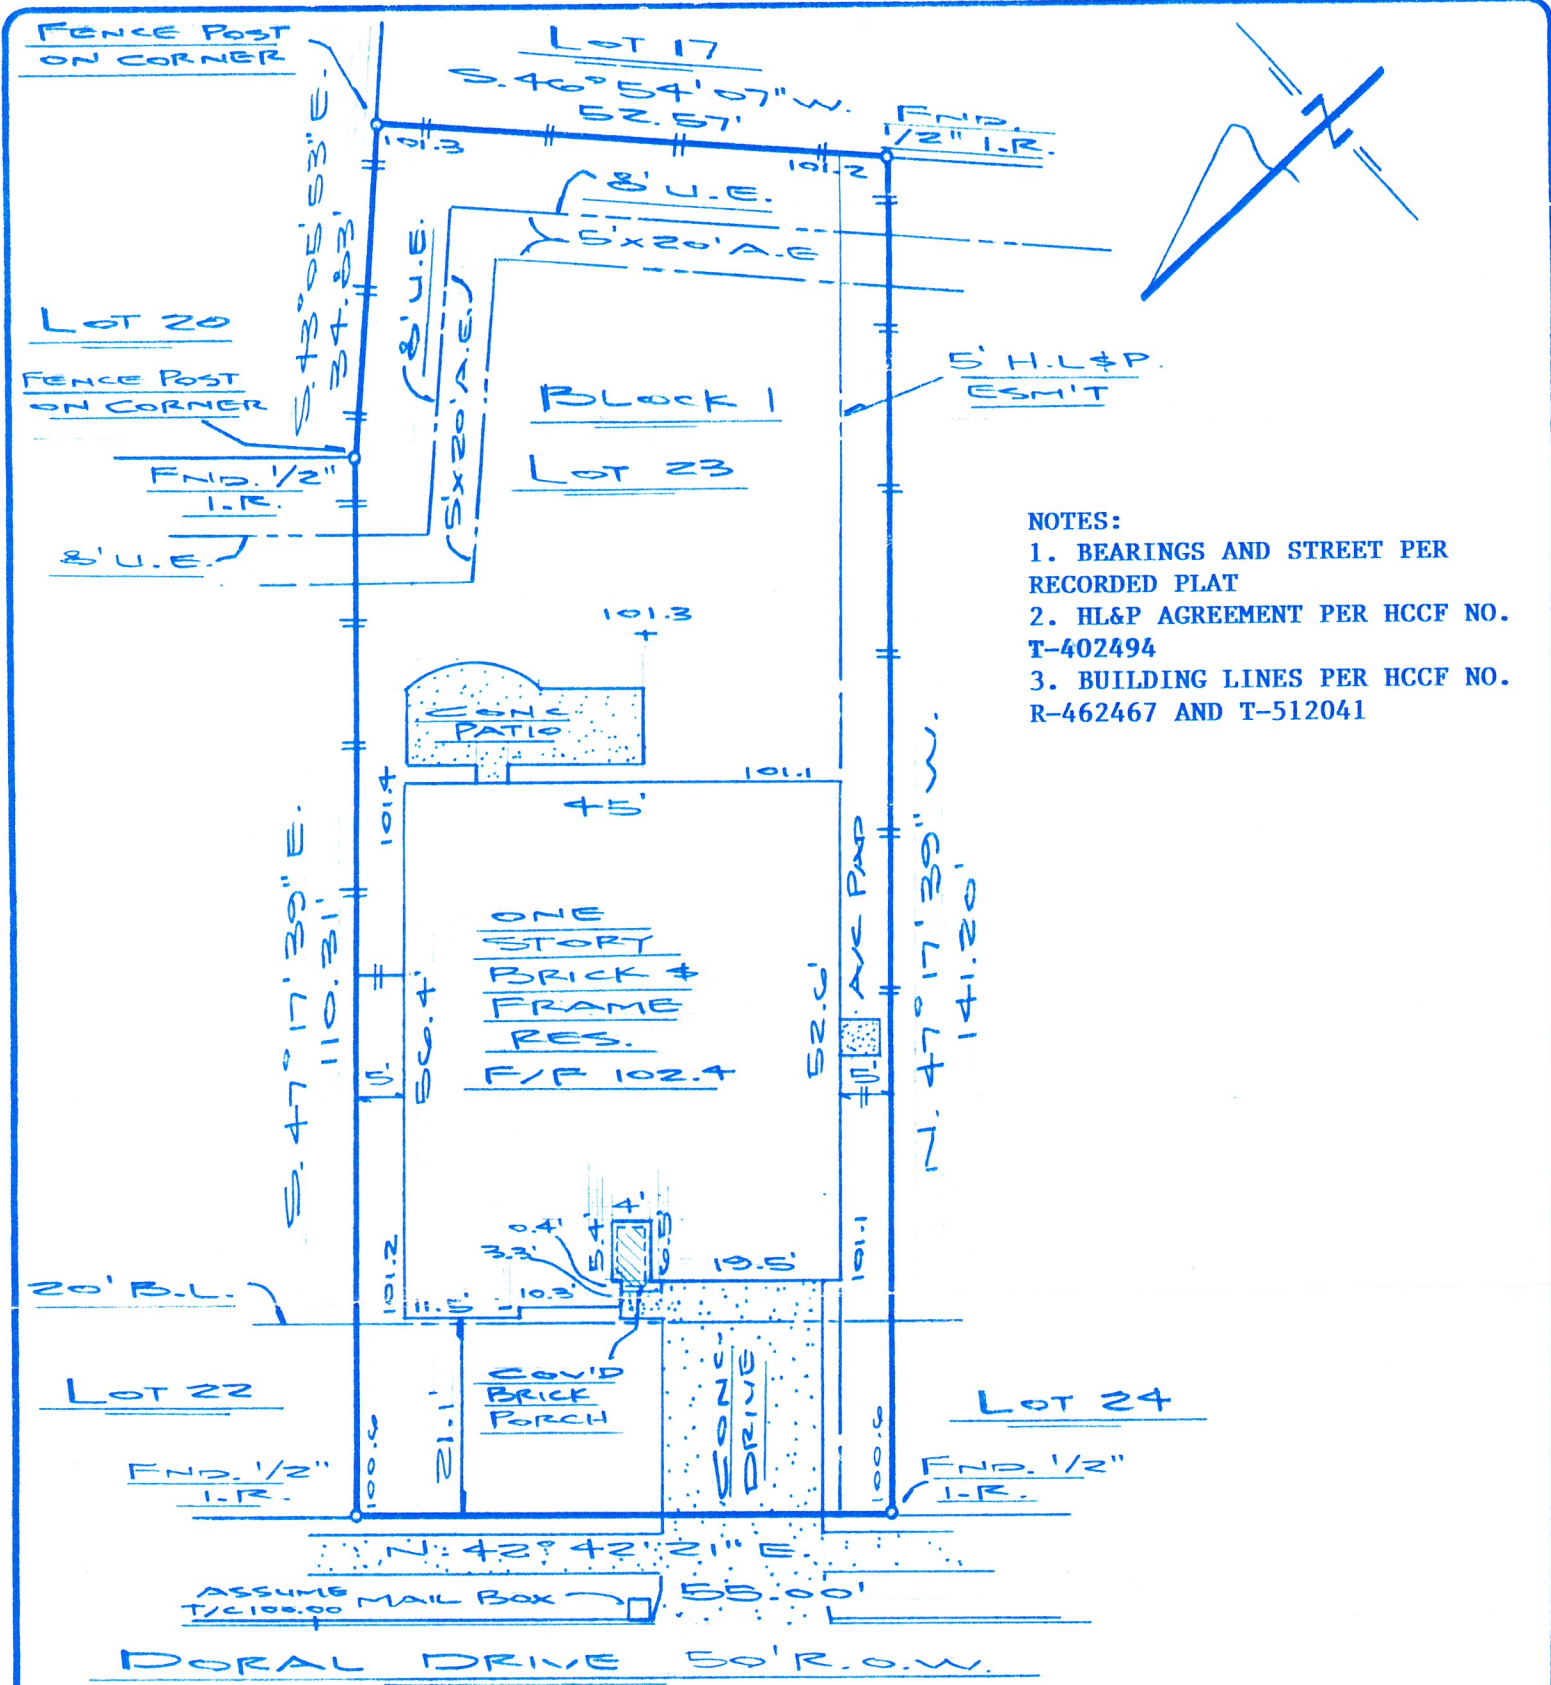 FENCE POST
ON CORNER
LOT 17
S. 46° 54' 07" W.
52.57'
FND.
1/2" I.R.
101.3
101.2
S. 43° 05' 53" E.
34.83'
8' U.E.
5'X20' A.E
8' U.E.
(5'X20' A.E.)
LOT 20
FENCE POST
ON CORNER
5' H.L.&P.
ESM'T
BLOCK 1
LOT 23
FND. 1/2"
I.R.
8' U.E.
NOTES:
1. BEARINGS AND STREET PER
RECORDED PLAT
2. HL&P AGREEMENT PER HCCF NO.
T-402494
3. BUILDING LINES PER HCCF NO.
R-462467 AND T-512041
101.3
CONC
PATIO
101.4
101.1
45'
S. 47° 17' 39" E.
110.31'
ONE
STORY
BRICK &
FRAME
RES.
F/F 102.4
56.4'
52.6'
A/C PAD
N. 47° 17' 39" W.
141.20'
5'
5'
4'
0.4'
5.4'
6.5'
3.3'
19.5'
101.2
101.1
20' B.L.
11.5'
10.3'
COV'D
BRICK
PORCH
CONC.
DRIVE
LOT 22
LOT 24
21.1'
100.6
100.6
FND. 1/2"
I.R.
FND. 1/2"
I.R.
N. 42° 42' 21" E.
55.00'
ASSUME
T/C 100.00
MAIL BOX
DORAL DRIVE 50' R.O.W.